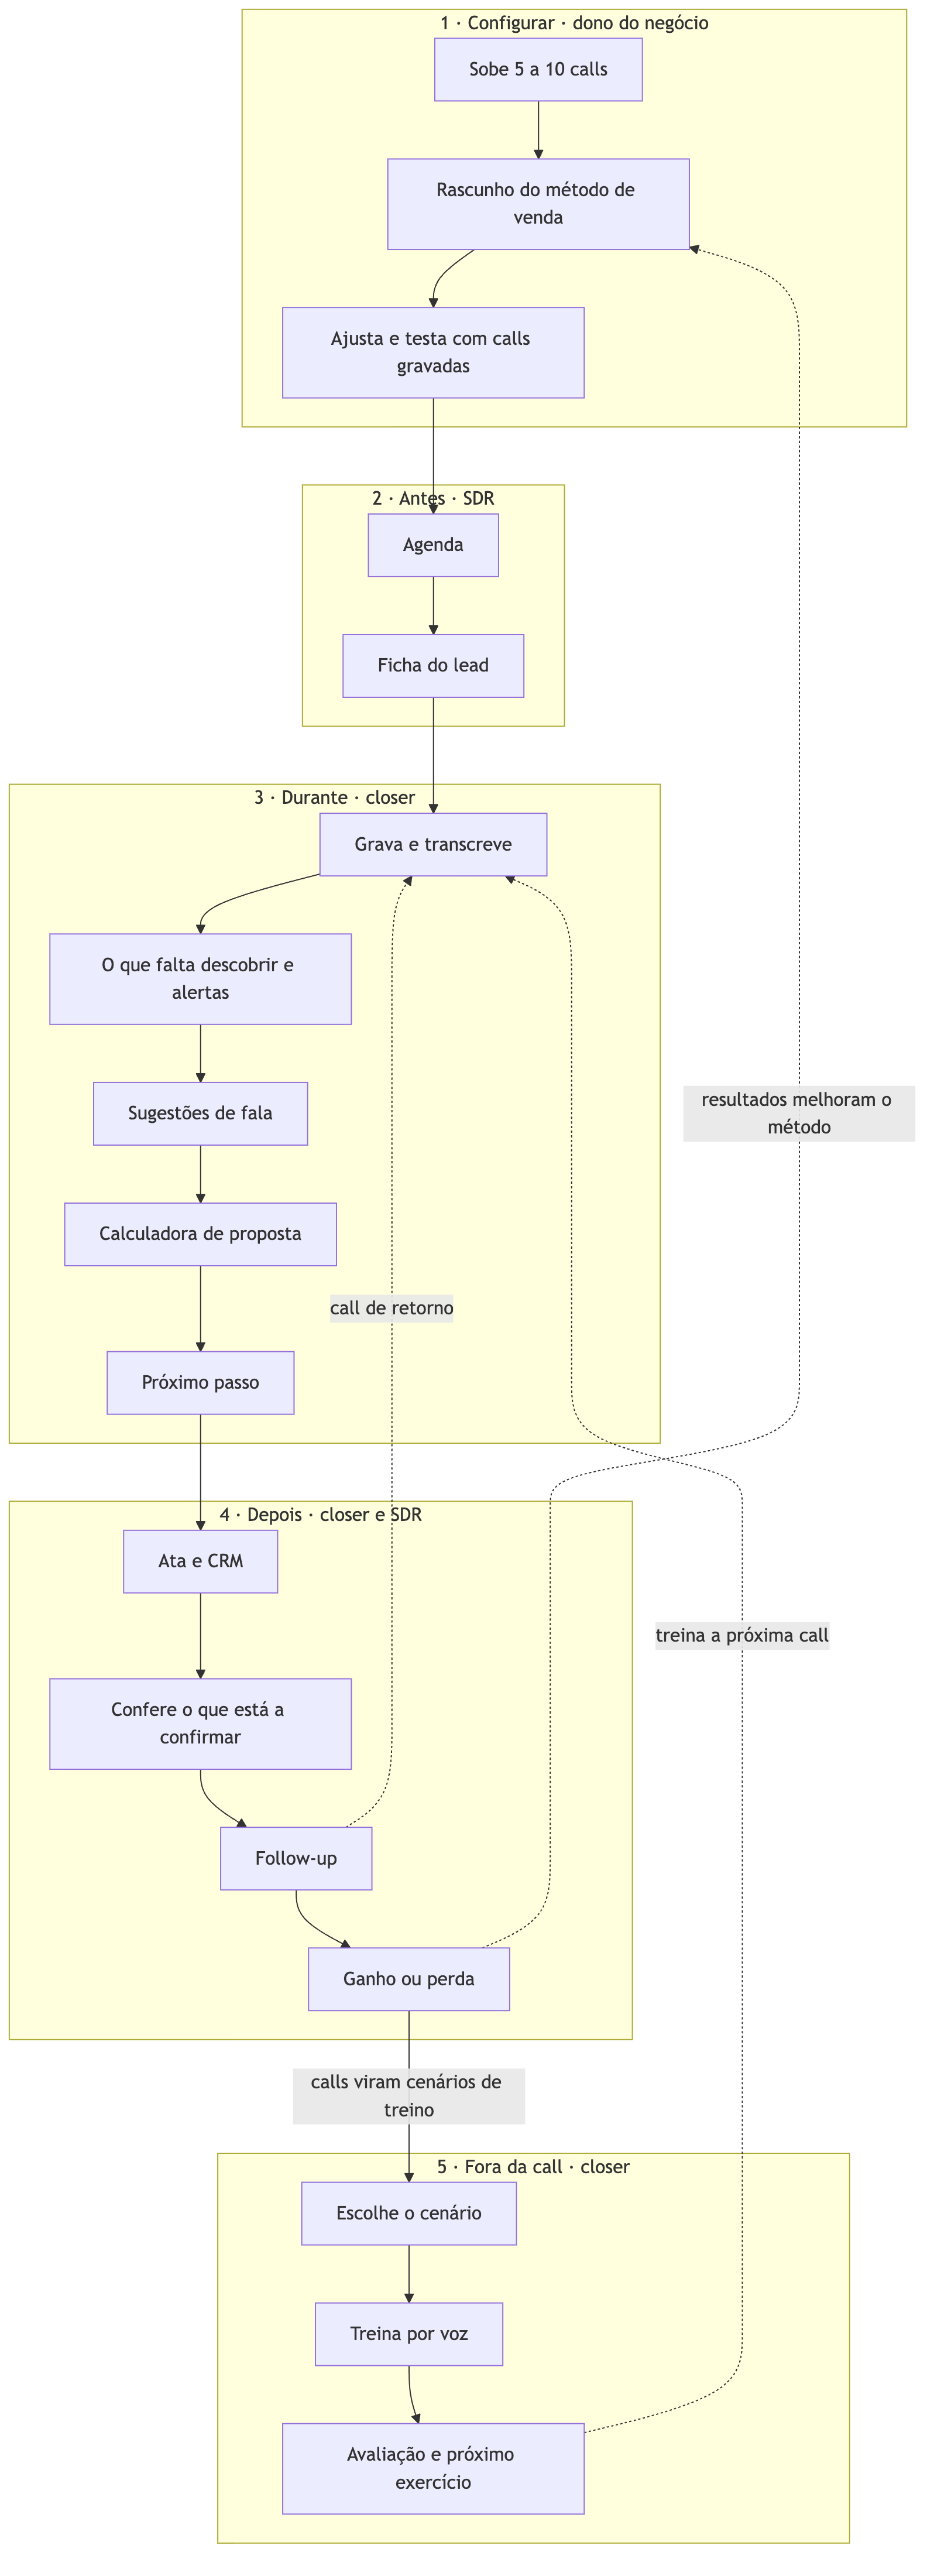 1 · Configurar · dono do negócio
Sobe 5 a 10 calls
Rascunho do método de
venda
Ajusta e testa com calls
gravadas
2 · Antes · SDR
Agenda
Ficha do lead
3 · Durante · closer
Grava e transcreve
O que falta descobrir e
alertas
Sugestões de fala
resultados melhoram o
método
Calculadora de proposta
call de retorno
Próximo passo
4 · Depois · closer e SDR
Ata e CRM
treina a próxima call
Confere o que está a
confirmar
Follow-up
Ganho ou perda
calls viram cenários de
treino
5 · Fora da call · closer
Escolhe o cenário
Treina por voz
Avaliação e próximo
exercício